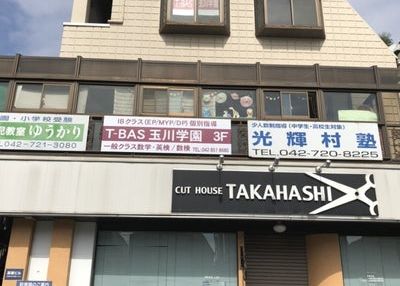 園・小学校受験
児教室 ゆうかり
TEL.042-721-3080
IBクラス(EP/MYP/DP) 個別指導
T-BAS 玉川学園 3F
一般クラス数学・英検/数検
少人数制指導(中学生・高校生対象)
光輝村塾
TEL 042-720-8225
CUT HOUSE TAKAHASHI